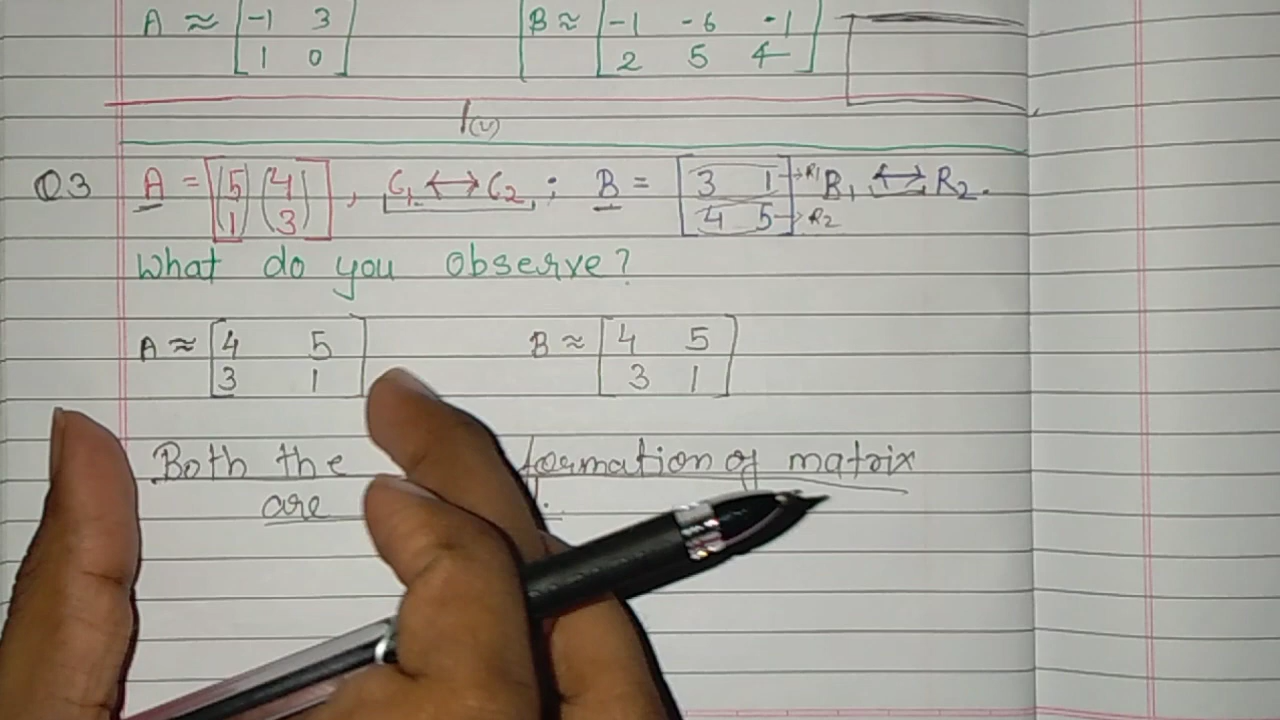 A ≈ [-1 3 B ≈ [-1 -6 -1
1 0] 2 5 4]
Q3 A = [5 4 , C₁ ↔ C₂ ; B = [3 1 → R1 R₁ ↔ R₂.
1 3] 4 5] → R2
What do you observe?
A ≈ [4 5 B ≈ [4 5
3 1] 3 1]
Both the formation of matrix
are